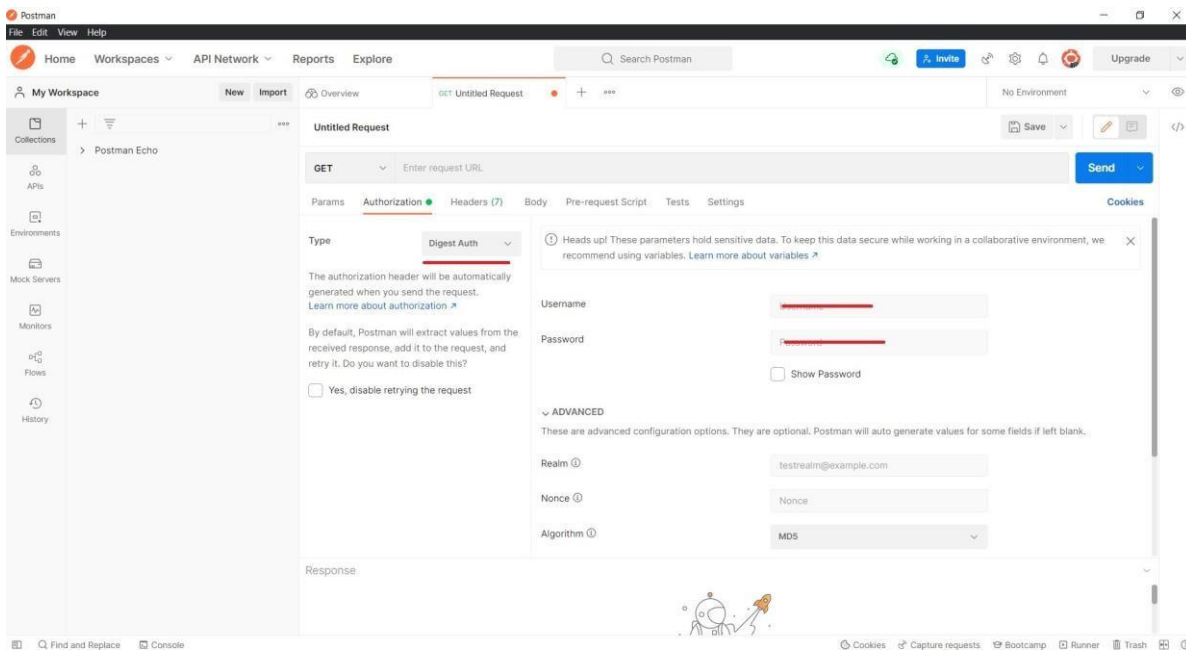 Postman
File Edit View Help
Home Workspaces API Network Reports Explore
Search Postman
Invite
Upgrade
My Workspace
New Import
Overview
GET Untitled Request
No Environment
Collections
APIs
Environments
Mock Servers
Monitors
Flows
History
Postman Echo
Untitled Request
Save
GET Enter request URL
Send
Params Authorization Headers (7) Body Pre-request Script Tests Settings
Cookies
Type
Digest Auth
The authorization header will be automatically
generated when you send the request.
Learn more about authorization
By default, Postman will extract values from the
received response, add it to the request, and
retry it. Do you want to disable this?
Yes, disable retrying the request
Heads up! These parameters hold sensitive data. To keep this data secure while working in a collaborative environment, we
recommend using variables. Learn more about variables
Username
Username
Password
Password
Show Password
ADVANCED
These are advanced configuration options. They are optional. Postman will auto generate values for some fields if left blank.
Realm
testrealm@example.com
Nonce
Nonce
Algorithm
MD5
Response
Find and Replace Console
Cookies Capture requests Bootcamp Runner Trash